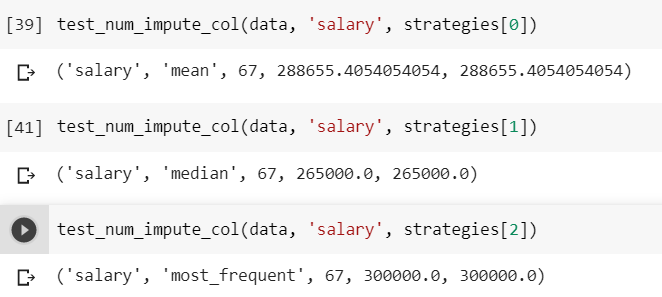 [39] test_num_impute_col(data, 'salary', strategies[0])
('salary', 'mean', 67, 288655.4054054054, 288655.4054054054)
[41] test_num_impute_col(data, 'salary', strategies[1])
('salary', 'median', 67, 265000.0, 265000.0)
test_num_impute_col(data, 'salary', strategies[2])
('salary', 'most_frequent', 67, 300000.0, 300000.0)